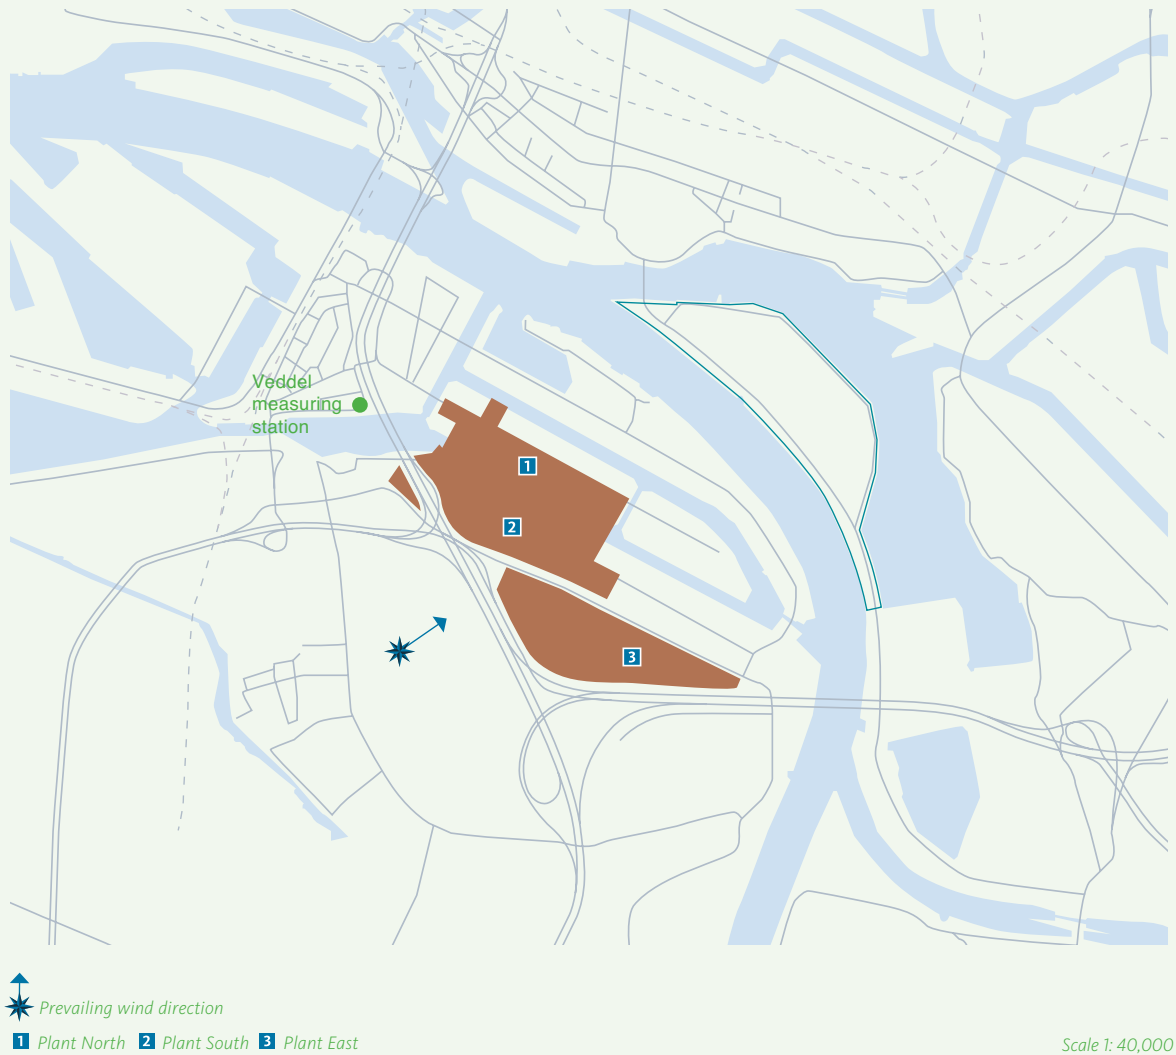 Veddel
measuring
station
1
2
3
Prevailing wind direction
1 Plant North 2 Plant South 3 Plant East
Scale 1: 40,000